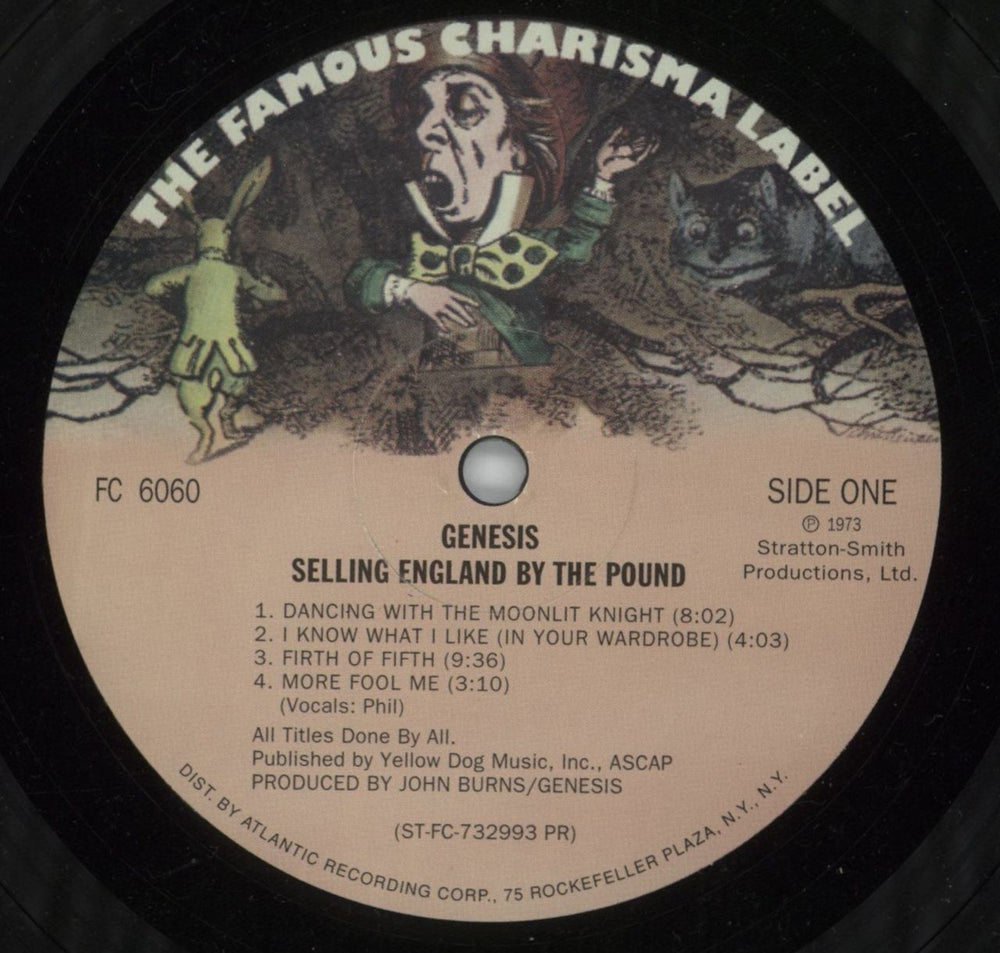 THE FAMOUS CHARISMA LABEL
FC 6060
SIDE ONE
Ⓟ 1973
Stratton-Smith
Productions, Ltd.
GENESIS
SELLING ENGLAND BY THE POUND
1. DANCING WITH THE MOONLIT KNIGHT (8:02)
2. I KNOW WHAT I LIKE (IN YOUR WARDROBE) (4:03)
3. FIRTH OF FIFTH (9:36)
4. MORE FOOL ME (3:10)
(Vocals: Phil)
All Titles Done By All.
Published by Yellow Dog Music, Inc., ASCAP
PRODUCED BY JOHN BURNS/GENESIS
(ST-FC-732993 PR)
DIST. BY ATLANTIC RECORDING CORP., 75 ROCKEFELLER PLAZA, N.Y., N.Y.